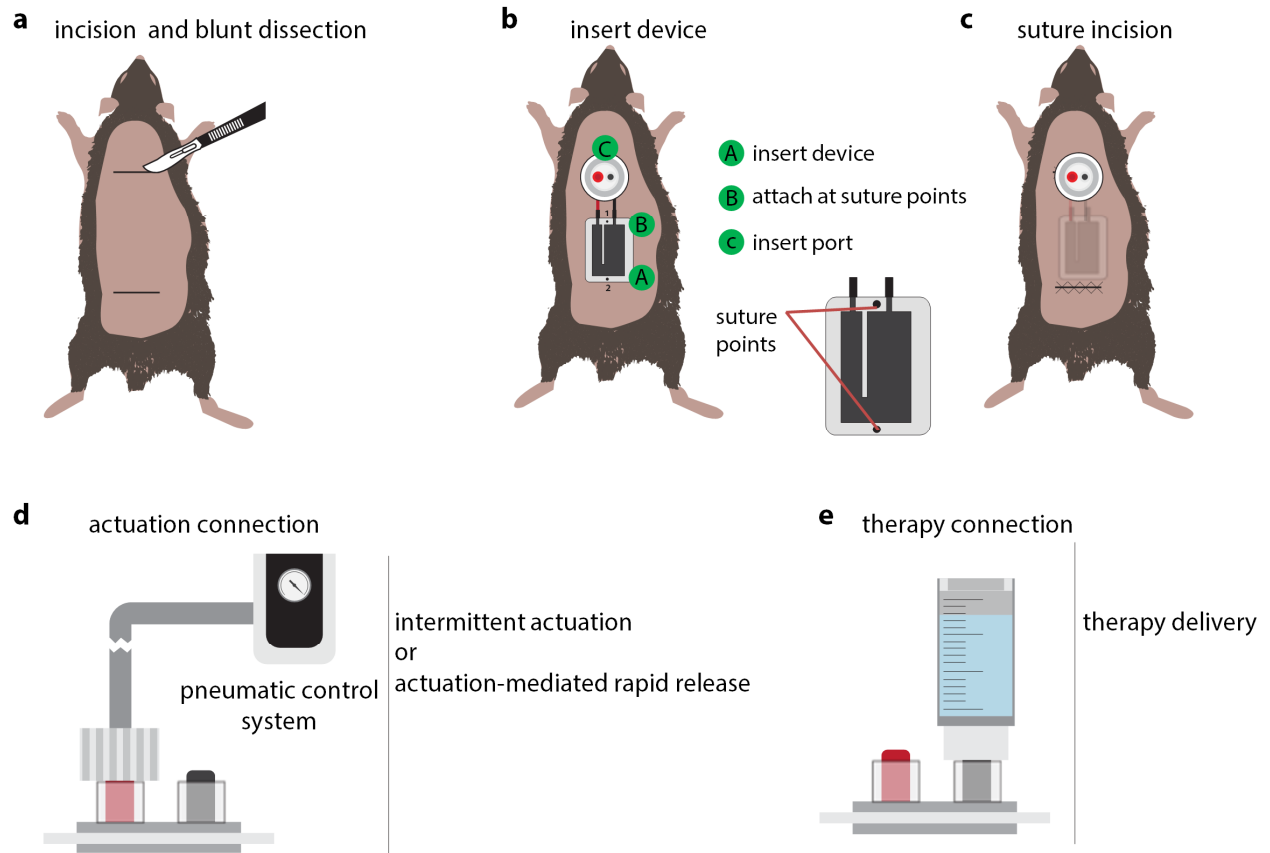 a
incision and blunt dissection
b
insert device
C
1
B
A
2
A insert device
B attach at suture points
c insert port
suture
points
c
suture incision
d
actuation connection
pneumatic control
system
intermittent actuation
or
actuation-mediated rapid release
e
therapy connection
therapy delivery